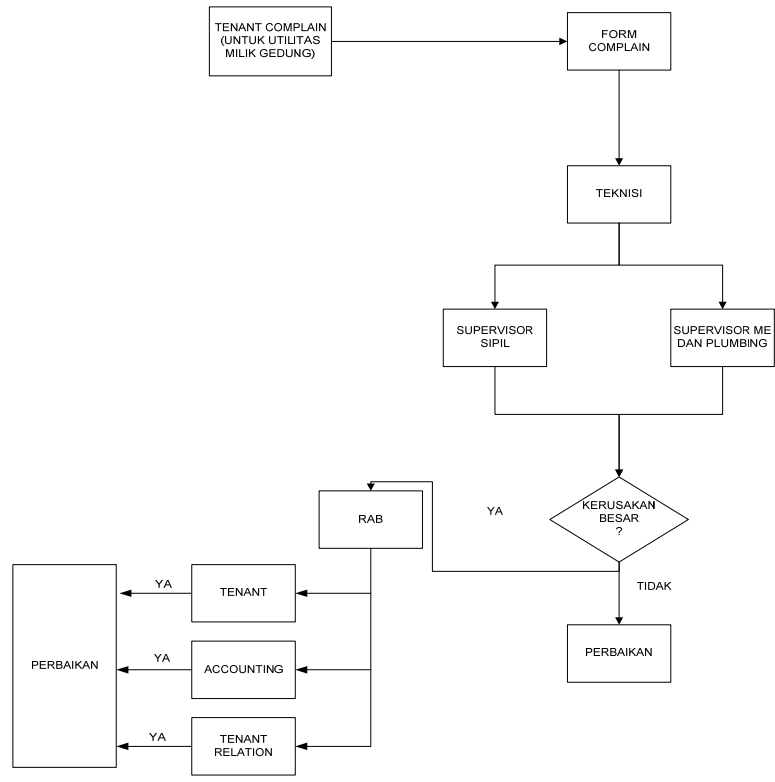 TENANT COMPLAIN
(UNTUK UTILITAS
MILIK GEDUNG)
FORM
COMPLAIN
TEKNISI
SUPERVISOR
SIPIL
SUPERVISOR ME
DAN PLUMBING
KERUSAKAN
BESAR
?
YA
RAB
TIDAK
PERBAIKAN
TENANT
YA
ACCOUNTING
YA
TENANT
RELATION
YA
PERBAIKAN